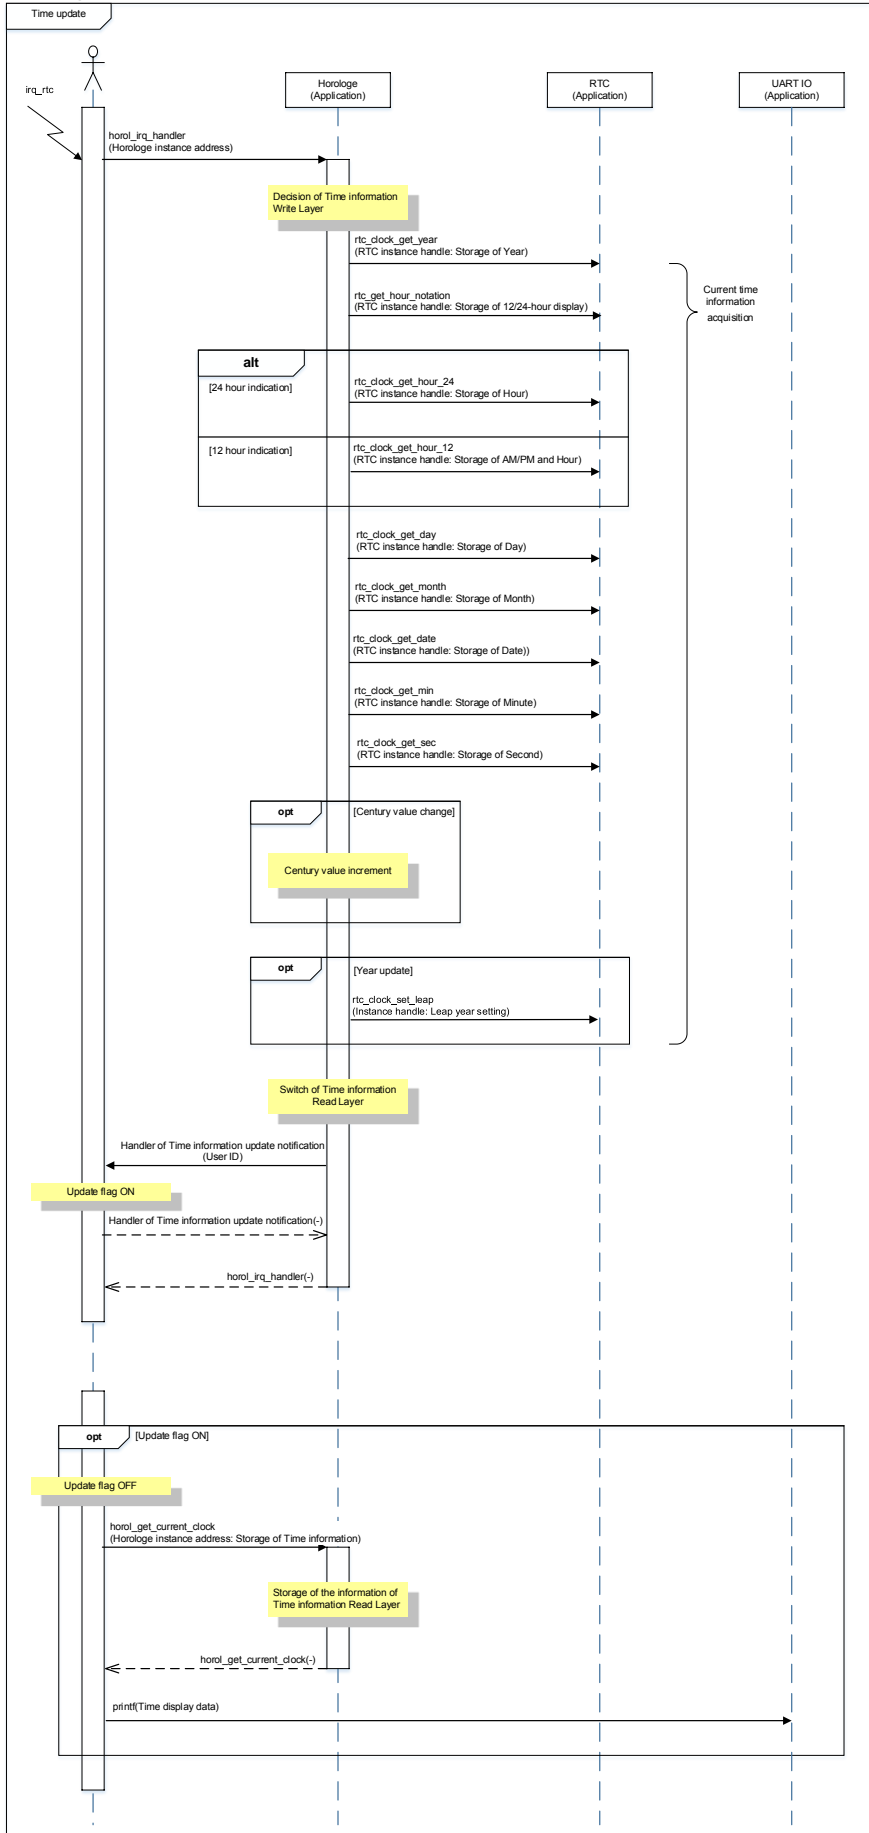 Time update
irq_rtc
Horologe
(Application)
RTC
(Application)
UART IO
(Application)
horol_irq_handler
(Horologe instance address)
Decision of Time information
Write Layer
rtc_clock_get_year
(RTC instance handle: Storage of Year)
Current time
information
acquisition
rtc_get_hour_notation
(RTC instance handle: Storage of 12/24-hour display)
alt
[24 hour indication]
rtc_clock_get_hour_24
(RTC instance handle: Storage of Hour)
[12 hour indication]
rtc_clock_get_hour_12
(RTC instance handle: Storage of AM/PM and Hour)
rtc_clock_get_day
(RTC instance handle: Storage of Day)
rtc_clock_get_month
(RTC instance handle: Storage of Month)
rtc_clock_get_date
(RTC instance handle: Storage of Date))
rtc_clock_get_min
(RTC instance handle: Storage of Minute)
rtc_clock_get_sec
(RTC instance handle: Storage of Second)
opt
[Century value change]
Century value increment
opt
[Year update]
rtc_clock_set_leap
(Instance handle: Leap year setting)
Switch of Time information
Read Layer
Handler of Time information update notification
(User ID)
Update flag ON
Handler of Time information update notification(-)
horol_irq_handler(-)
opt
[Update flag ON]
Update flag OFF
horol_get_current_clock
(Horologe instance address: Storage of Time information)
Storage of the information of
Time information Read Layer
horol_get_current_clock(-)
printf(Time display data)